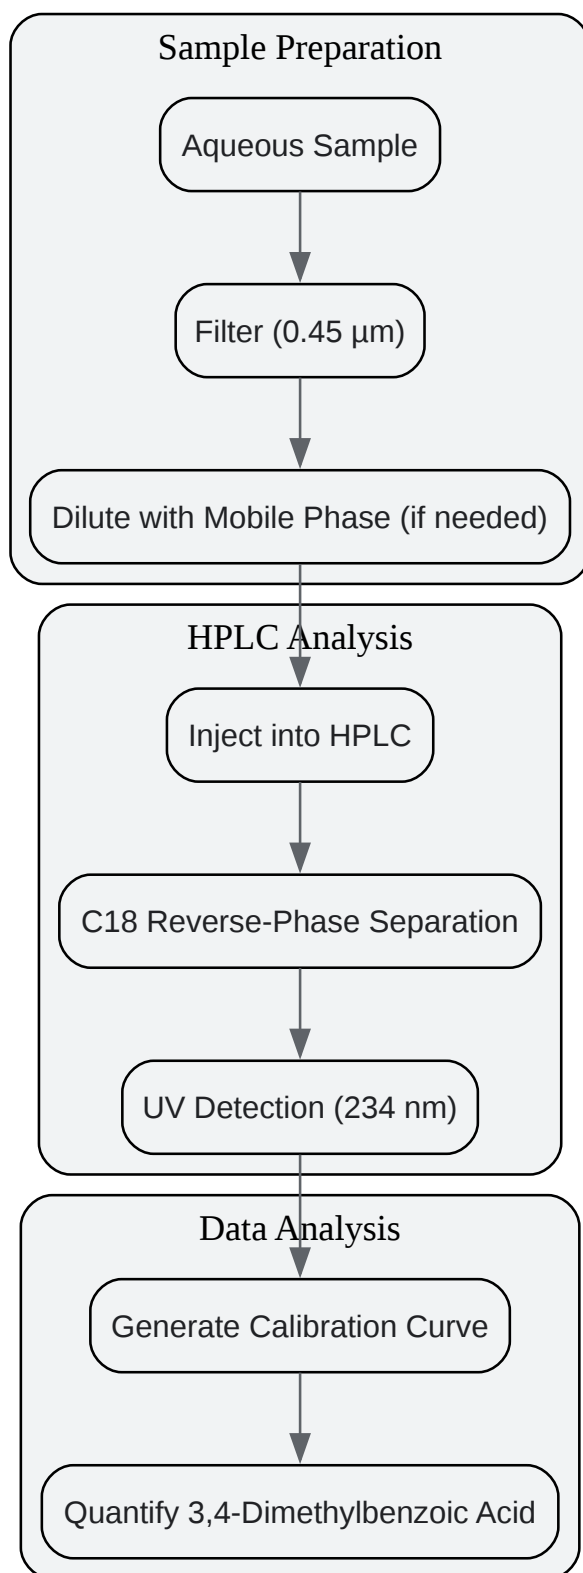 Sample Preparation
Aqueous Sample
Filter (0.45 µm)
Dilute with Mobile Phase (if needed)
HPLC Analysis
Inject into HPLC
C18 Reverse-Phase Separation
UV Detection (234 nm)
Data Analysis
Generate Calibration Curve
Quantify 3,4-Dimethylbenzoic Acid